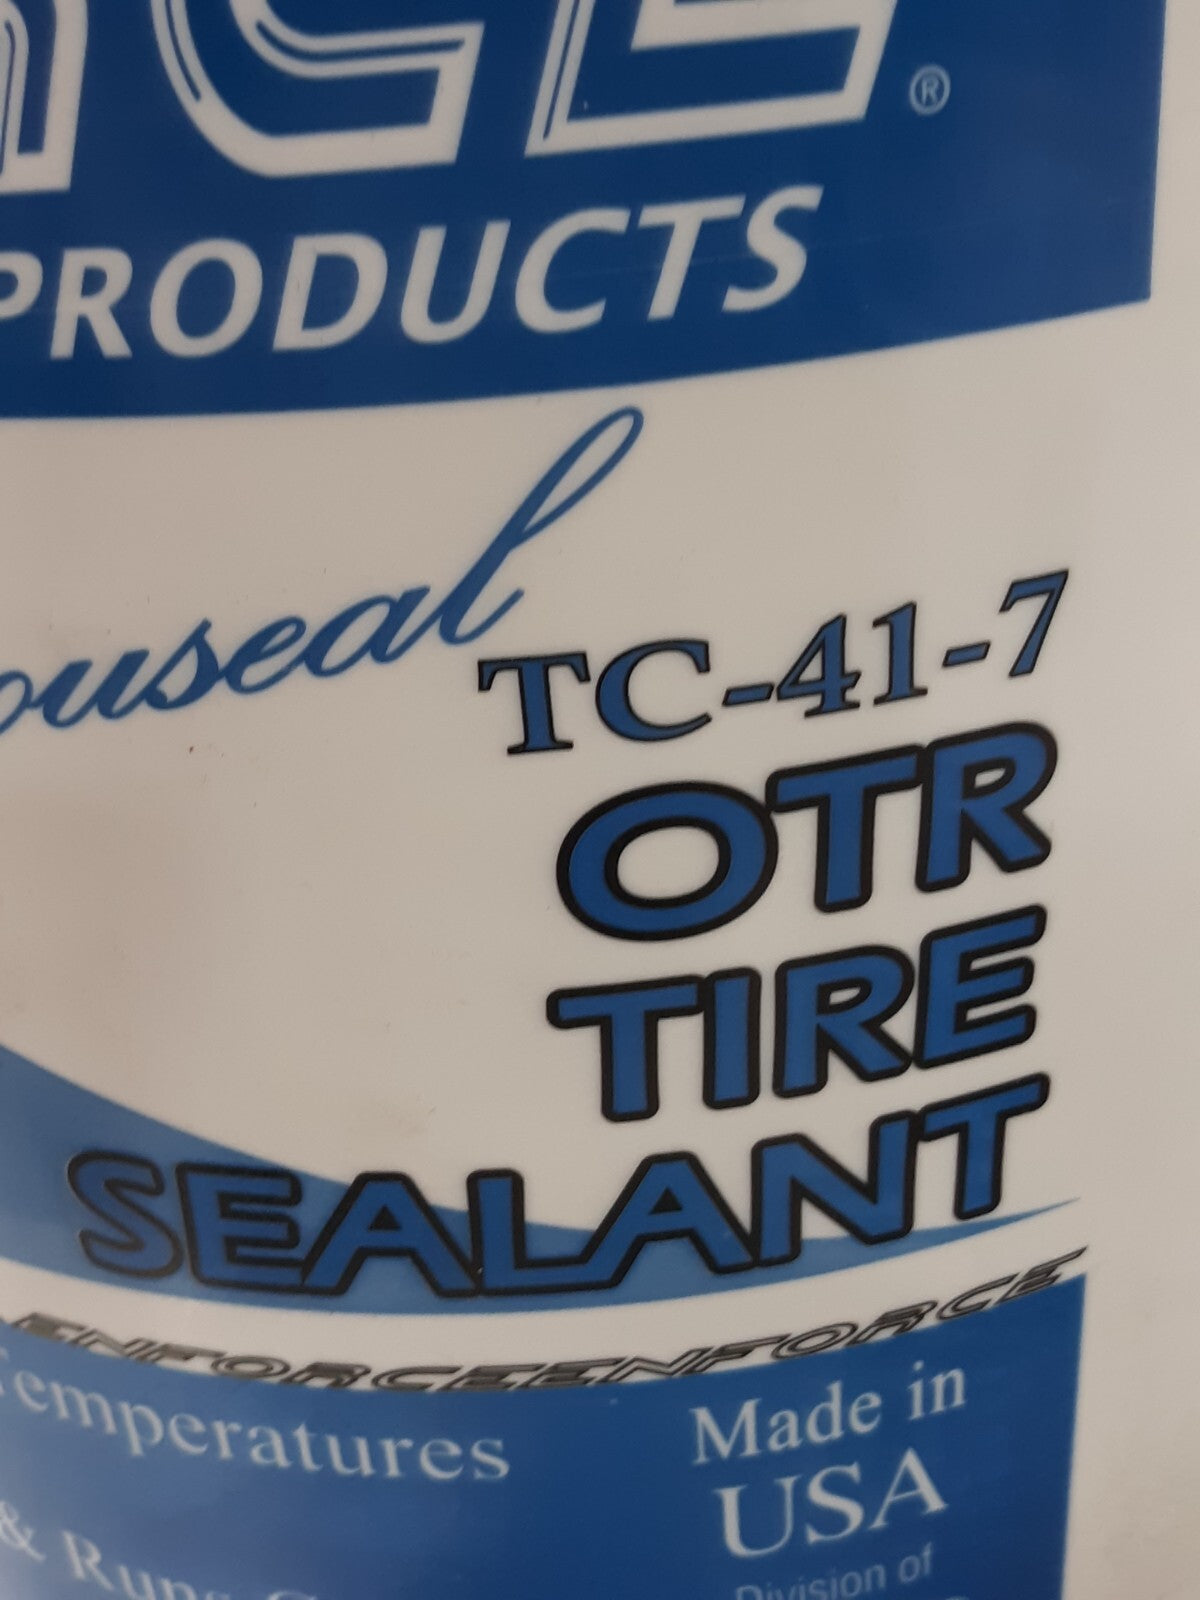 ®
PRODUCTS
ouseal
TC-41-7
OTR
TIRE
SEALANT
ENFORCEENFORCE
Temperatures
Made in
USA
&
Division of